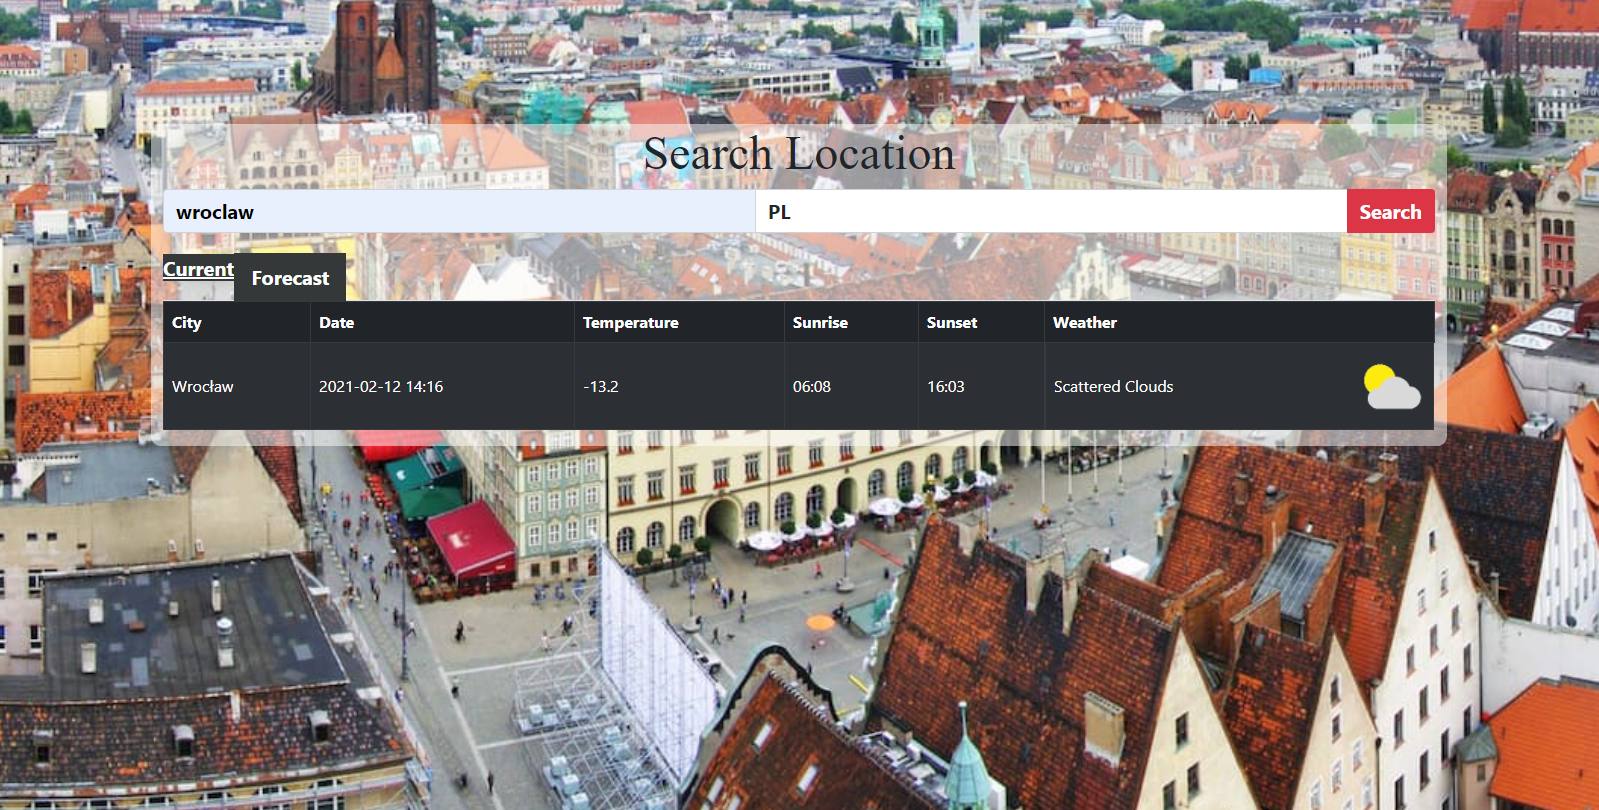 Search Location
wroclaw PL Search
Current Forecast
City Date Temperature Sunrise Sunset Weather
Wrocław 2021-02-12 14:16 -13.2 06:08 16:03 Scattered Clouds